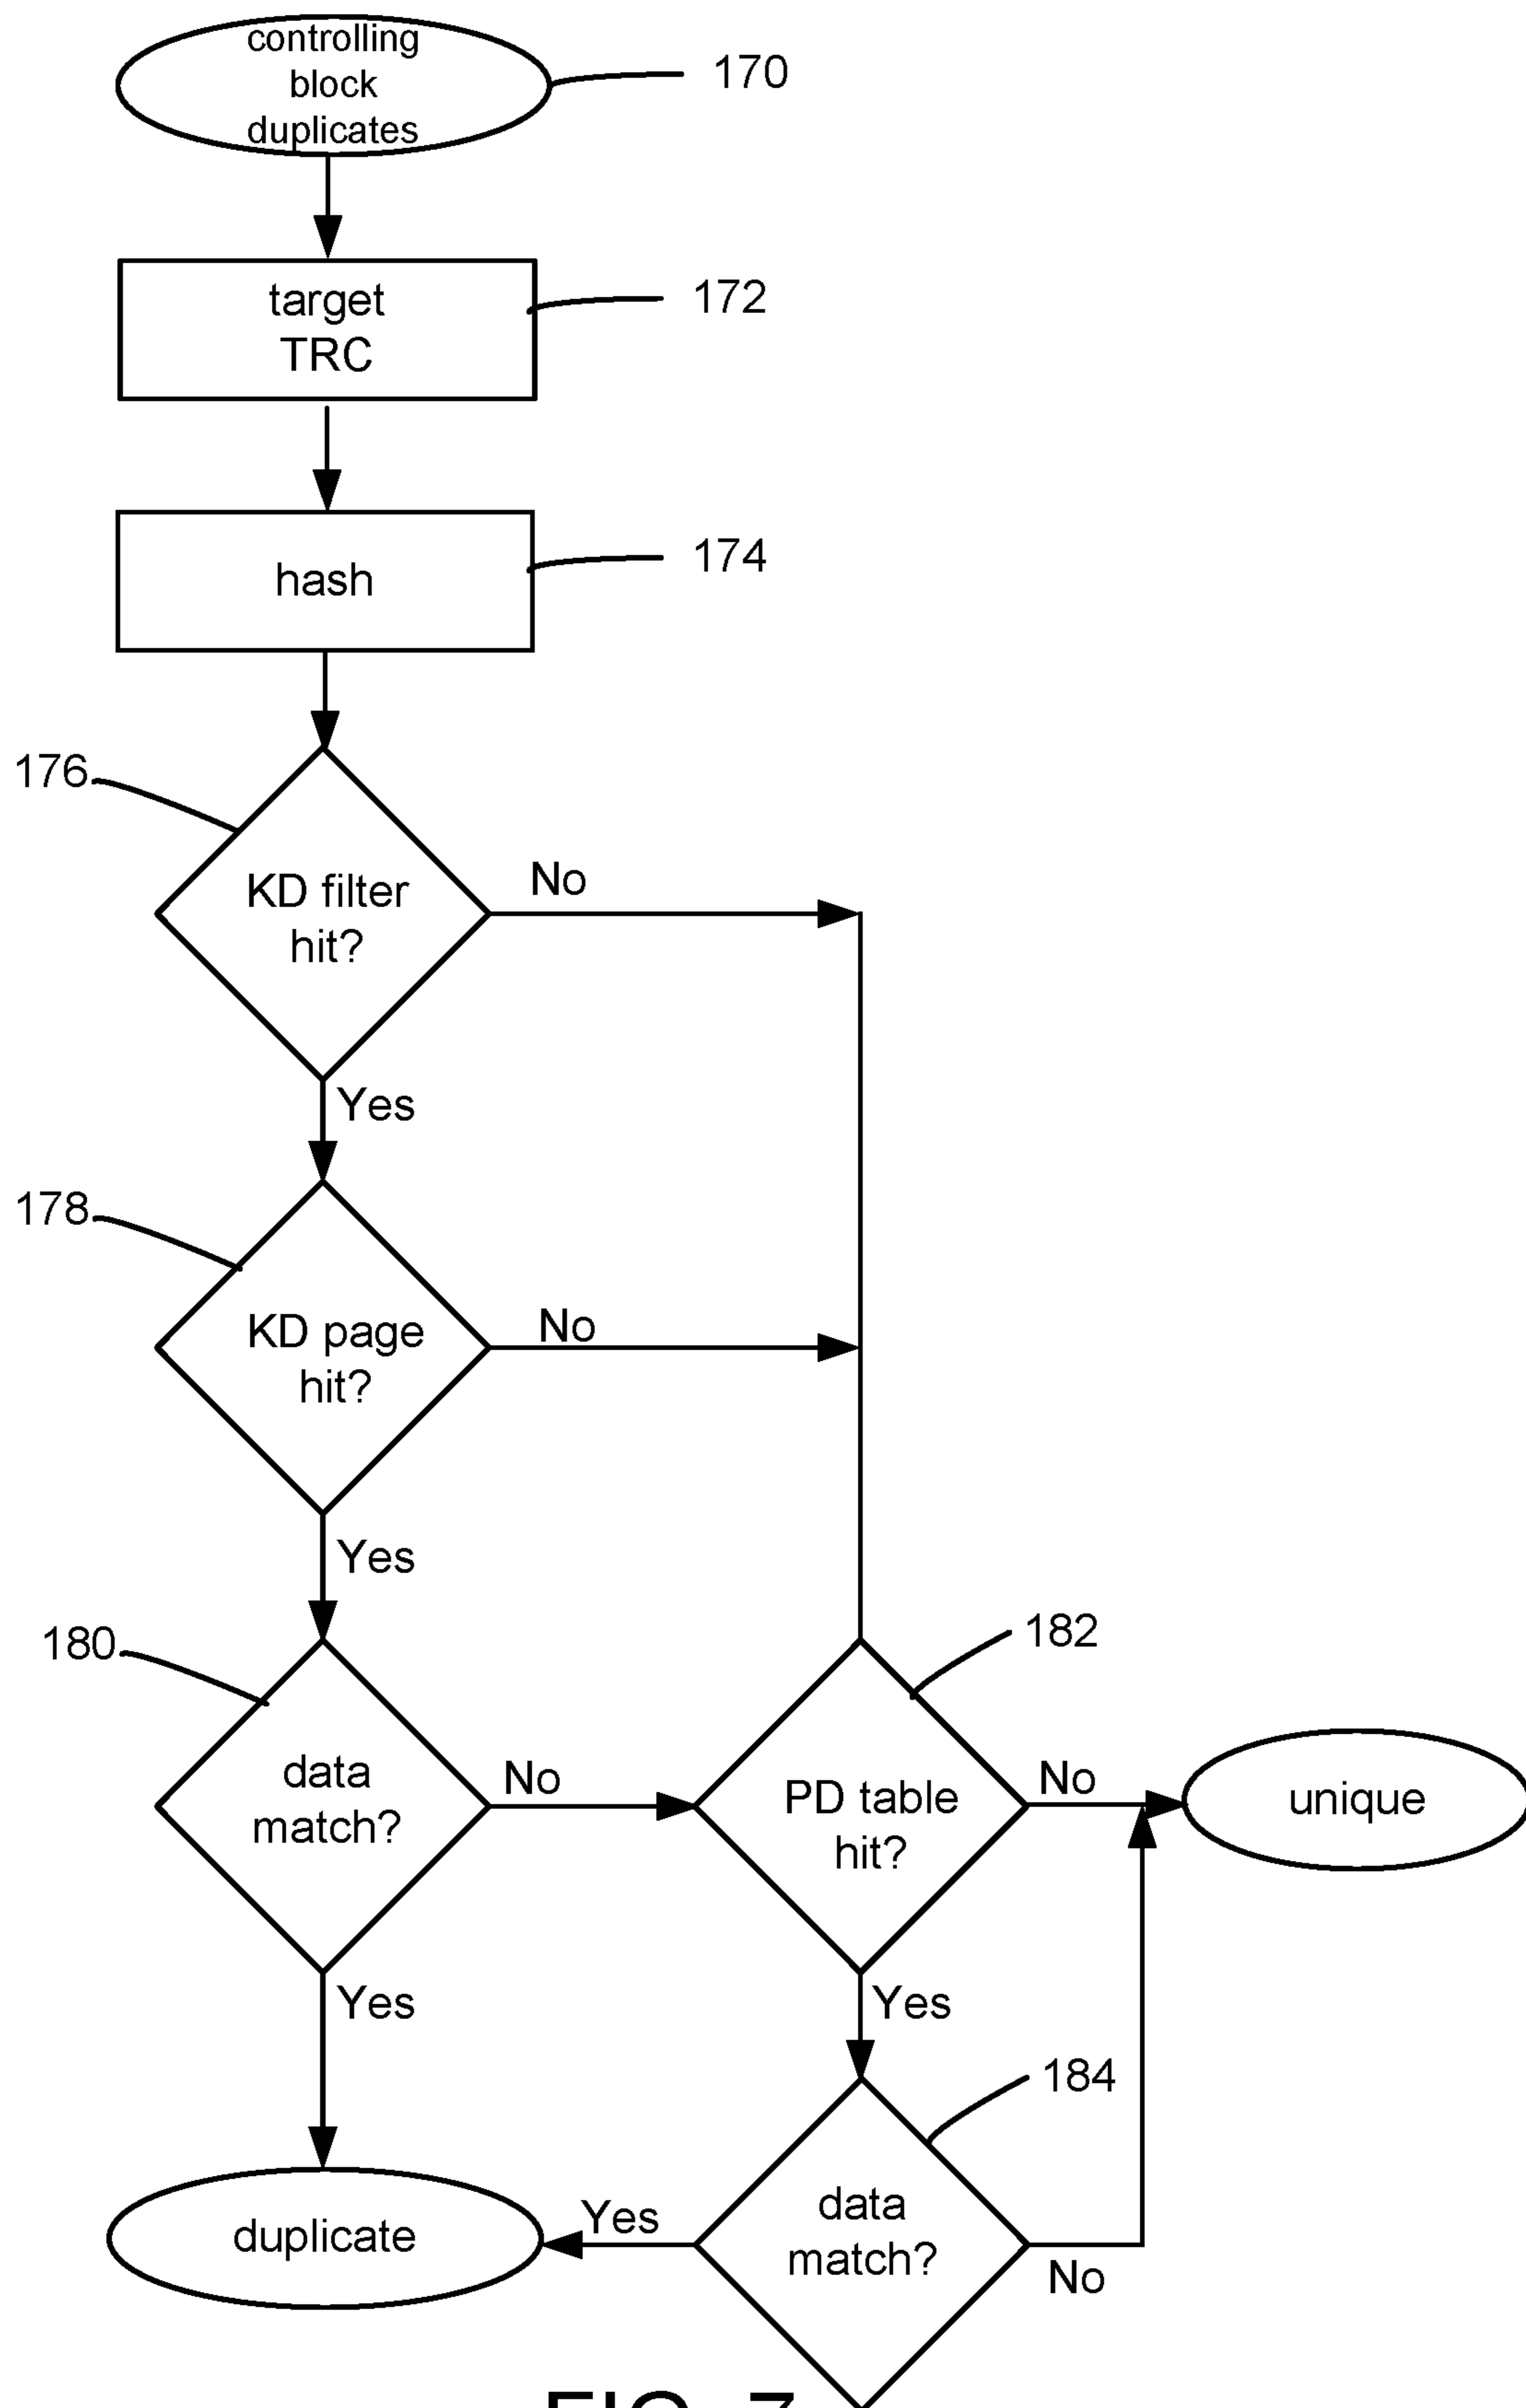 controlling
block
duplicates
170
target
TRC
172
hash
174
176
KD filter
hit?
No
Yes
178
KD page
hit?
No
Yes
180
data
match?
No
182
PD table
hit?
No
unique
Yes
Yes
184
data
match?
Yes
No
duplicate
FIG. 7